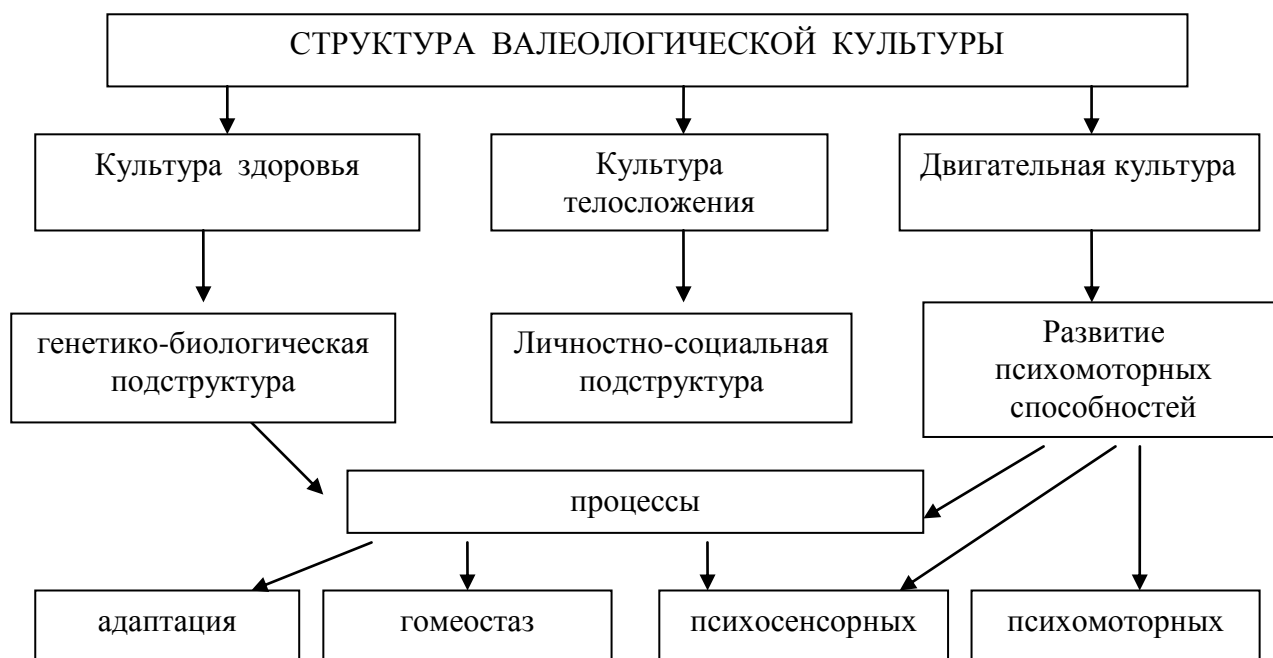 СТРУКТУРА ВАЛЕОЛОГИЧЕСКОЙ КУЛЬТУРЫ
Культура здоровья
Культура
телосложения
Двигательная культура
генетико-биологическая
подструктура
Личностно-социальная
подструктура
Развитие
психомоторных
способностей
процессы
адаптация
гомеостаз
психосенсорных
психомоторных